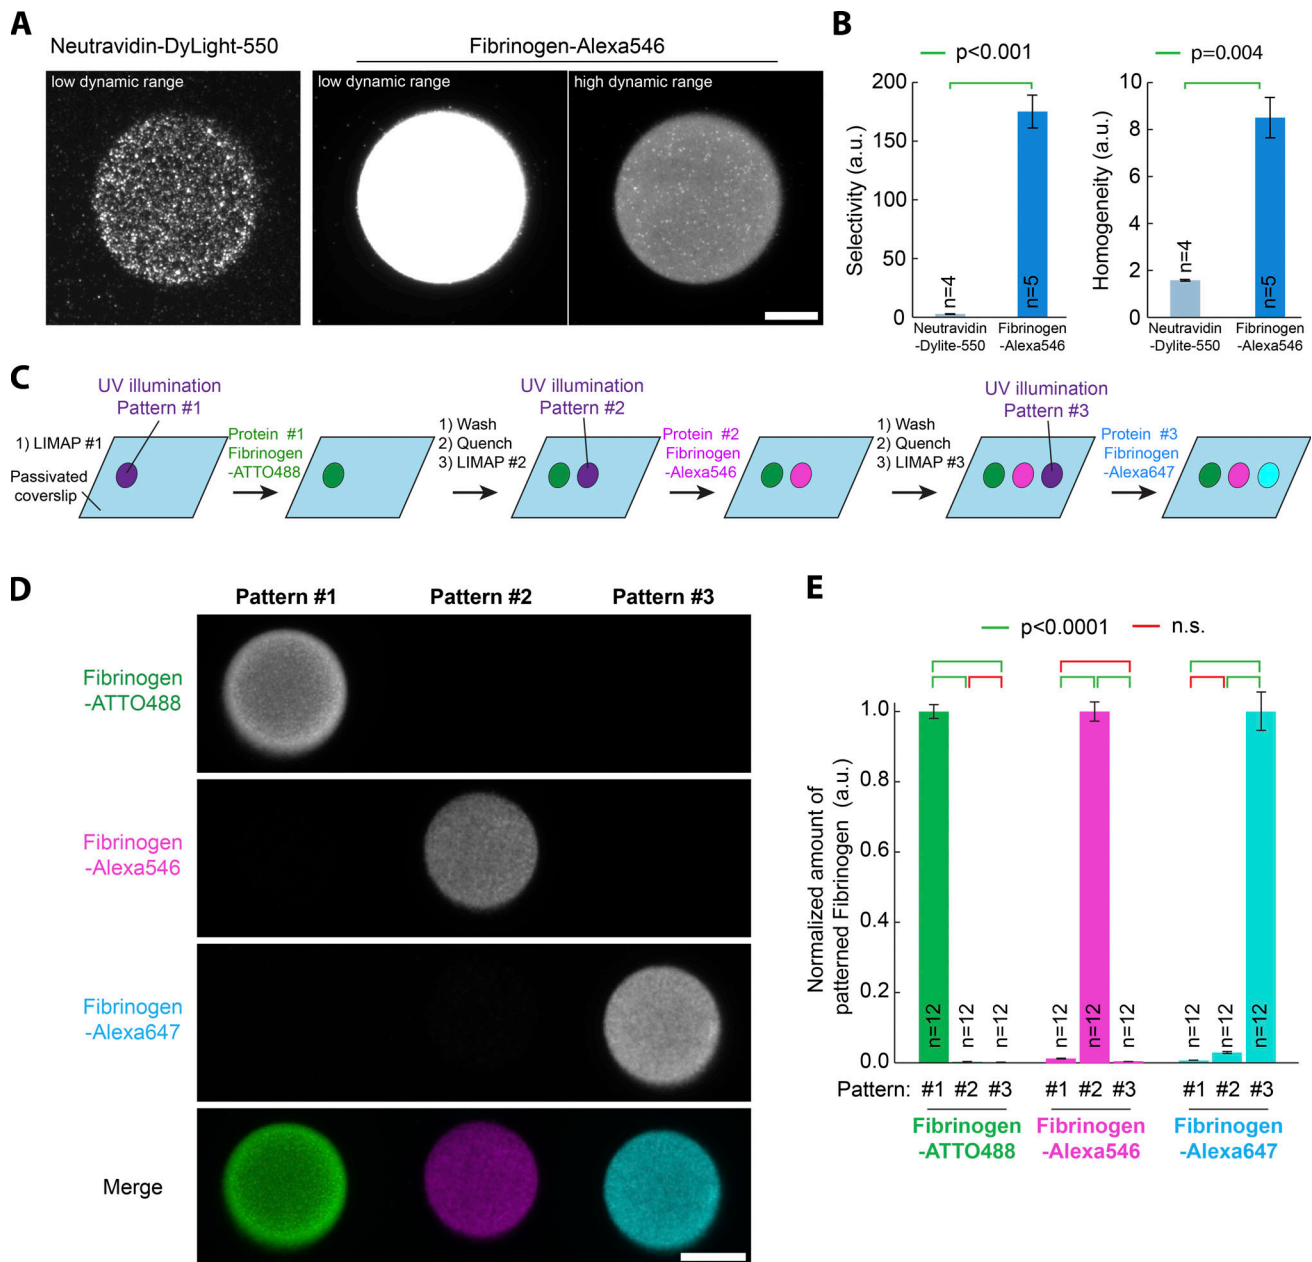 A
Neutravidin-DyLight-550
Fibrinogen-Alexa546
low dynamic range
low dynamic range
high dynamic range
B
p<0.001
p=0.004
Selectivity (a.u.)
200
150
100
50
0
n=4
n=5
Neutravidin
-Dylite-550
Fibrinogen
-Alexa546
Homogeneity (a.u.)
10
8
6
4
2
0
n=4
n=5
Neutravidin
-Dylite-550
Fibrinogen
-Alexa546
C
UV illumination
Pattern #1
1) LIMAP #1
Passivated
coverslip
Protein #1
Fibrinogen
-ATTO488
1) Wash
2) Quench
3) LIMAP #2
UV illumination
Pattern #2
Protein #2
Fibrinogen
-Alexa546
1) Wash
2) Quench
3) LIMAP #3
UV illumination
Pattern #3
Protein #3
Fibrinogen
-Alexa647
D
Pattern #1
Pattern #2
Pattern #3
Fibrinogen
-ATTO488
Fibrinogen
-Alexa546
Fibrinogen
-Alexa647
Merge
E
p<0.0001
n.s.
Normalized amount of
patterned Fibrinogen (a.u.)
1.0
0.8
0.6
0.4
0.2
0.0
n=12
n=12
n=12
n=12
n=12
n=12
n=12
n=12
n=12
Pattern: #1 #2 #3 #1 #2 #3 #1 #2 #3
Fibrinogen
-ATTO488
Fibrinogen
-Alexa546
Fibrinogen
-Alexa647